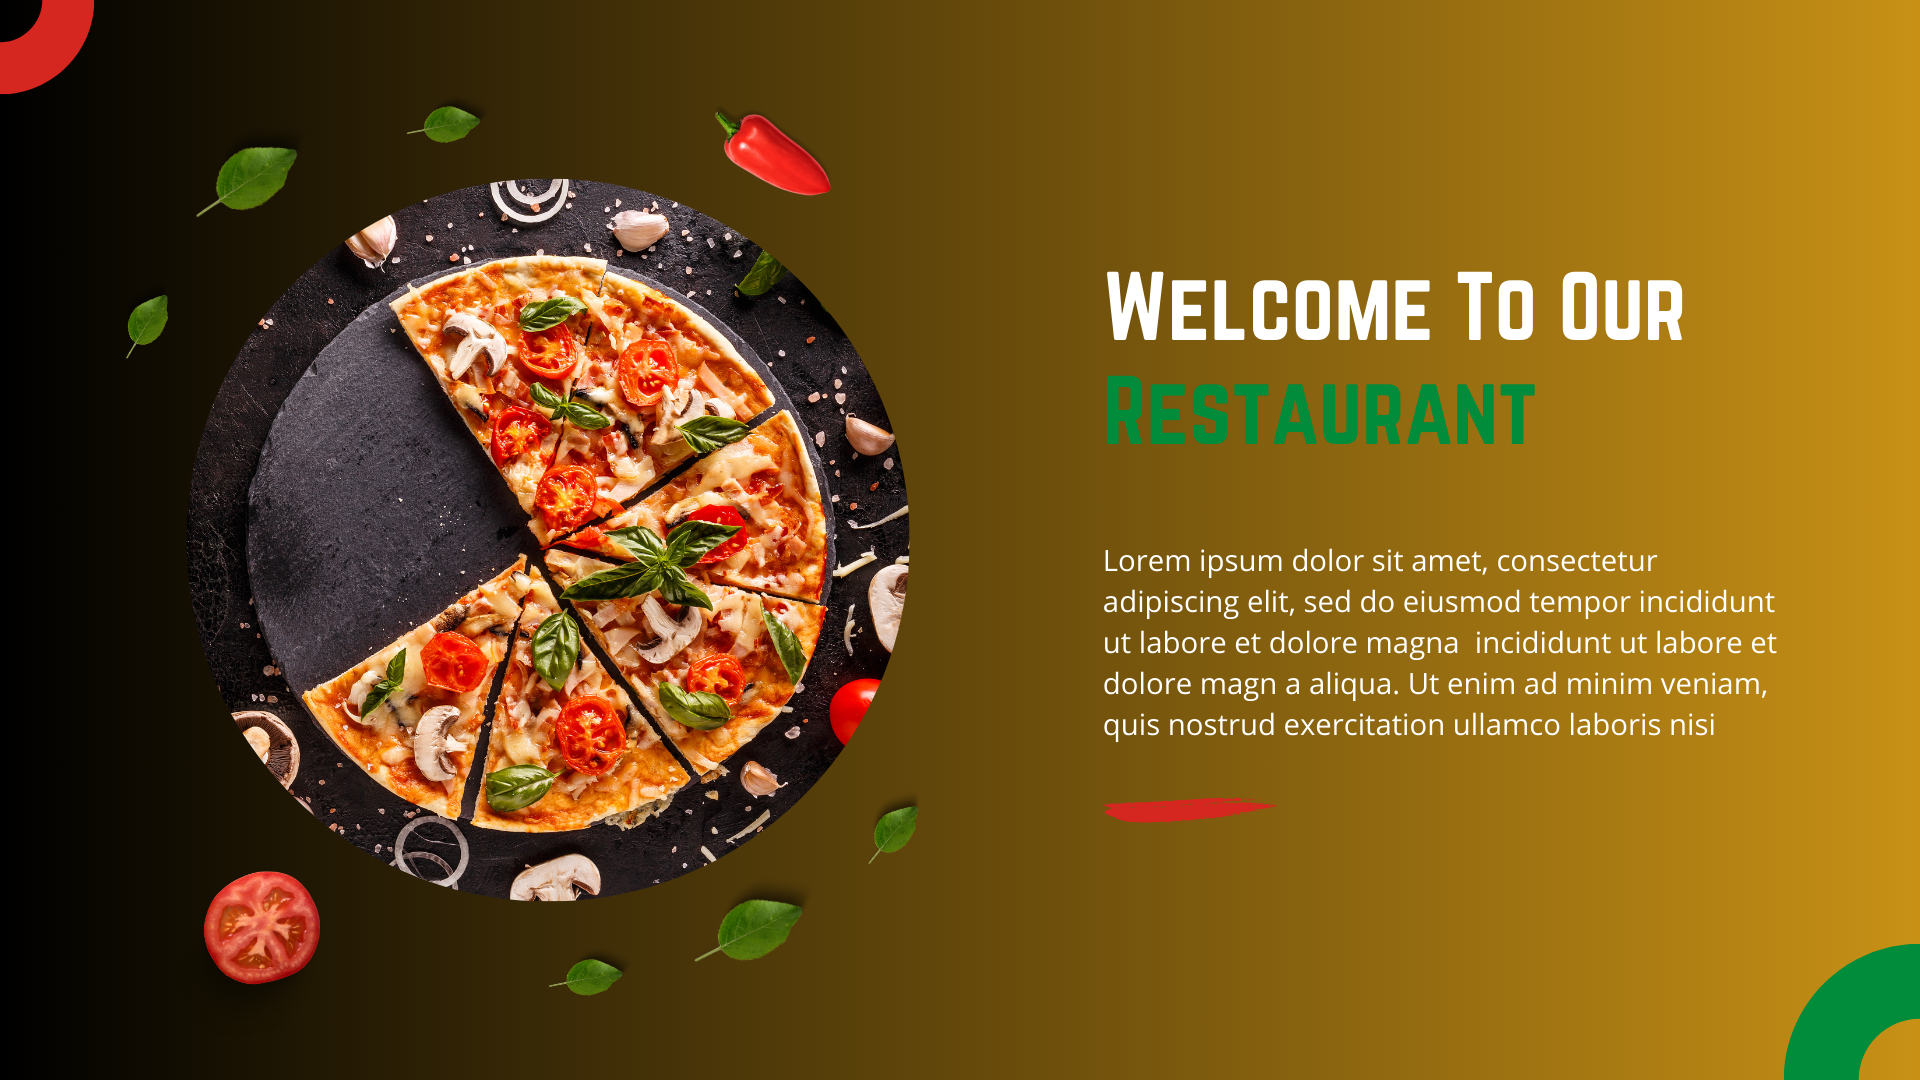 Welcome To Our
Restaurant
Lorem ipsum dolor sit amet, consectetur
adipiscing elit, sed do eiusmod tempor incididunt
ut labore et dolore magna  incididunt ut labore et
dolore magn a aliqua. Ut enim ad minim veniam,
quis nostrud exercitation ullamco laboris nisi